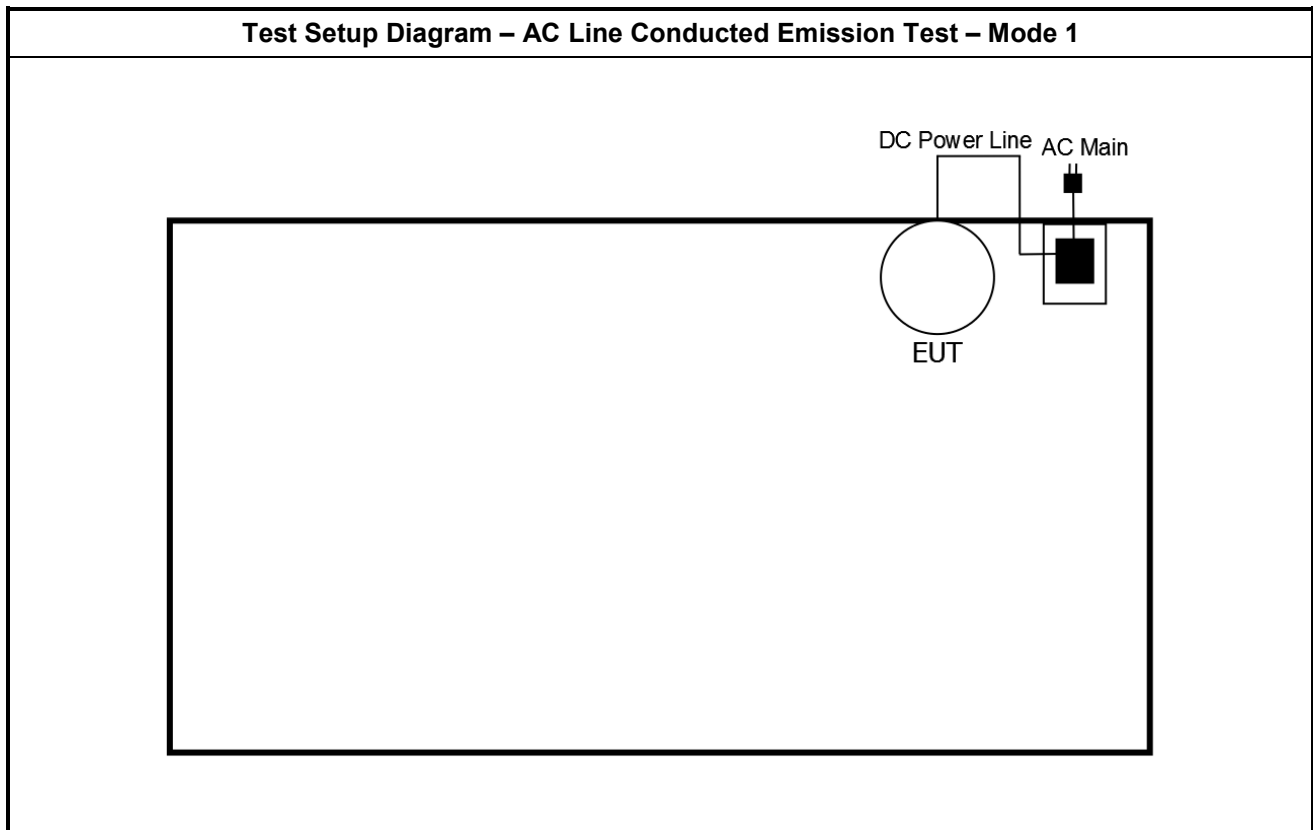 Test Setup Diagram – AC Line Conducted Emission Test – Mode 1
DC Power Line
AC Main
EUT